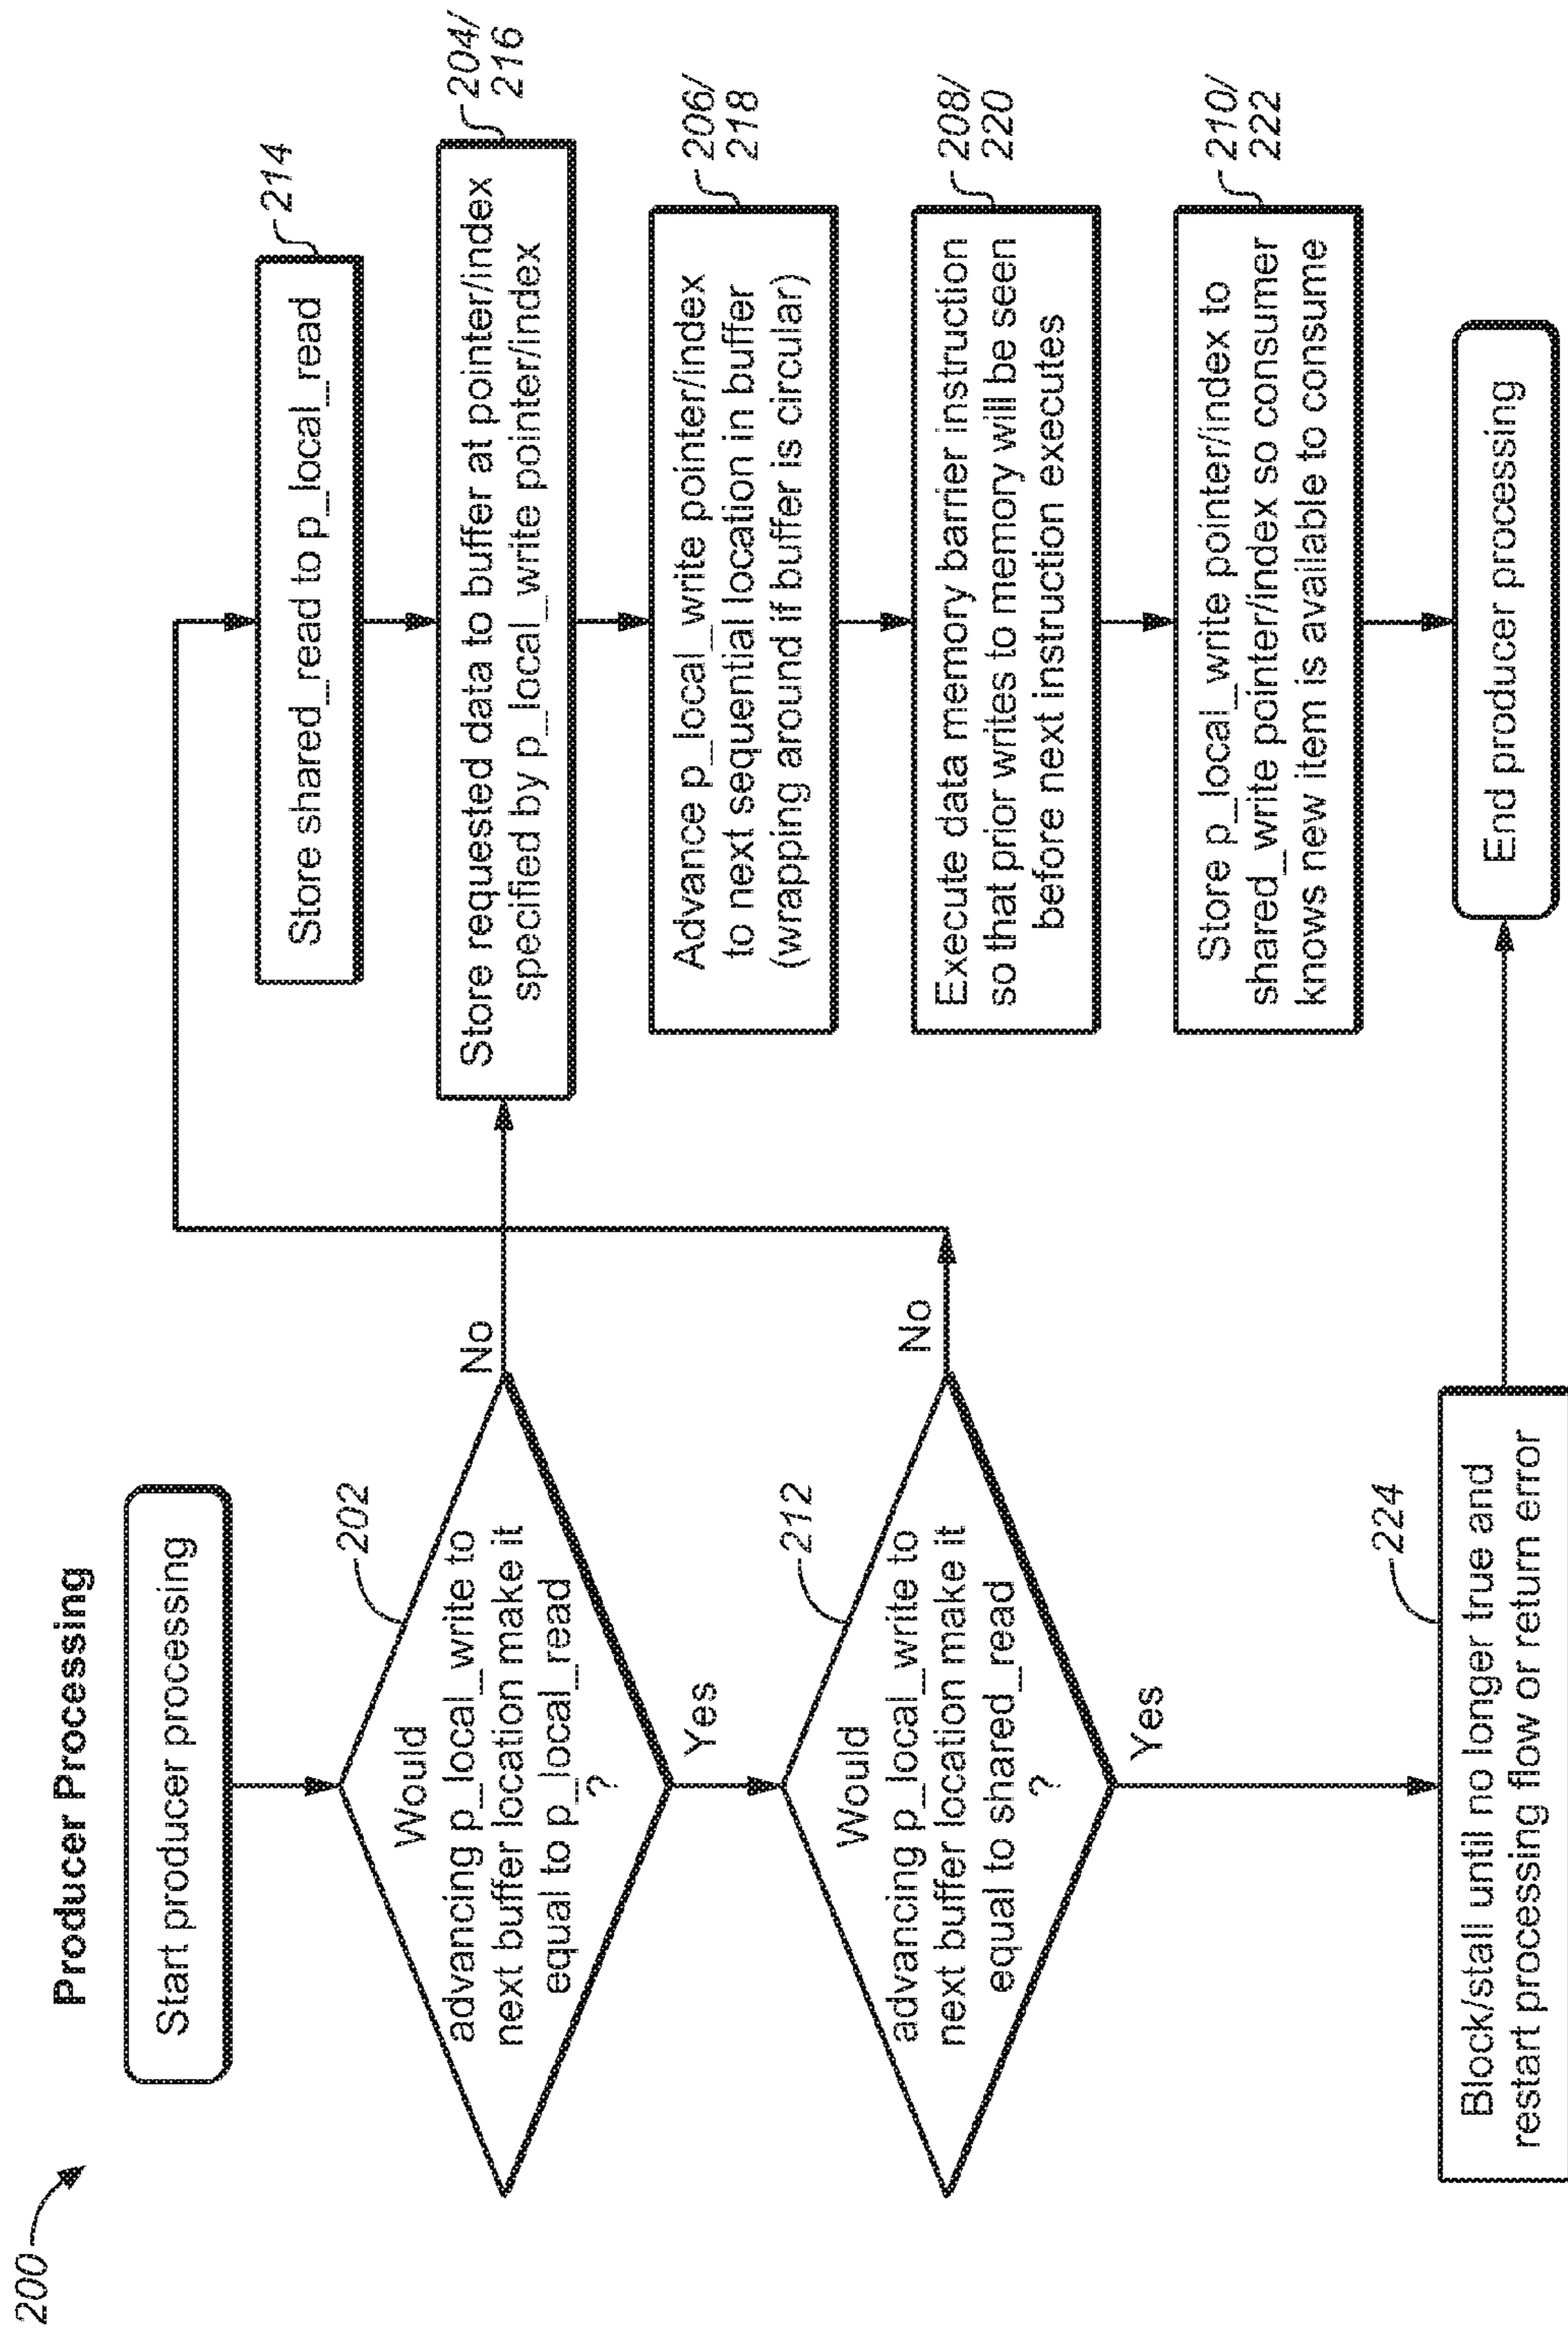 200
Producer Processing
Start producer processing
202
Would
advancing p_local_write to
next buffer location make it
equal to p_local_read
?
No
Yes
212
Would
advancing p_local_write to
next buffer location make it
equal to shared_read
?
No
Yes
224
Block/stall until no longer true and
restart processing flow or return error
214
Store shared_read to p_local_read
204/
216
Store requested data to buffer at pointer/index
specified by p_local_write pointer/index
206/
218
Advance p_local_write pointer/index
to next sequential location in buffer
(wrapping around if buffer is circular)
208/
220
Execute data memory barrier instruction
so that prior writes to memory will be seen
before next instruction executes
210/
222
Store p_local_write pointer/index to
shared_write pointer/index so consumer
knows new item is available to consume
End producer processing